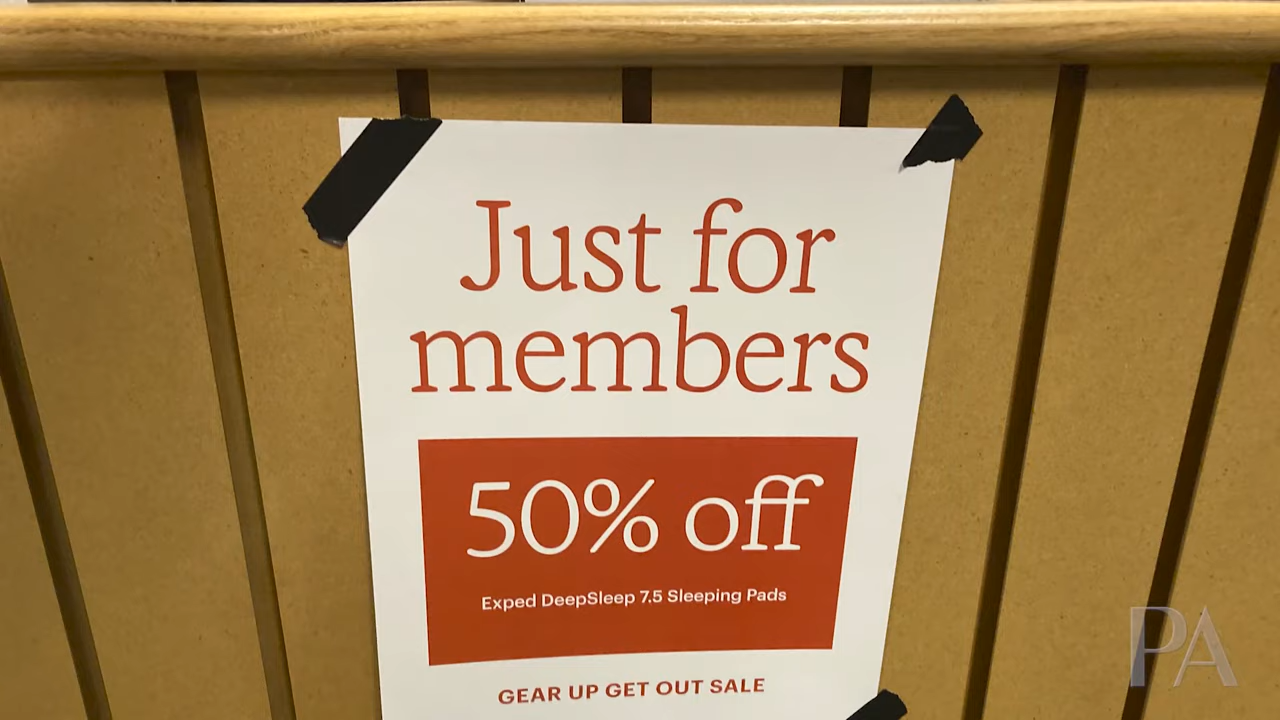 Just for
members
50% off
Exped DeepSleep 7.5 Sleeping Pads
GEAR UP GET OUT SALE
PA